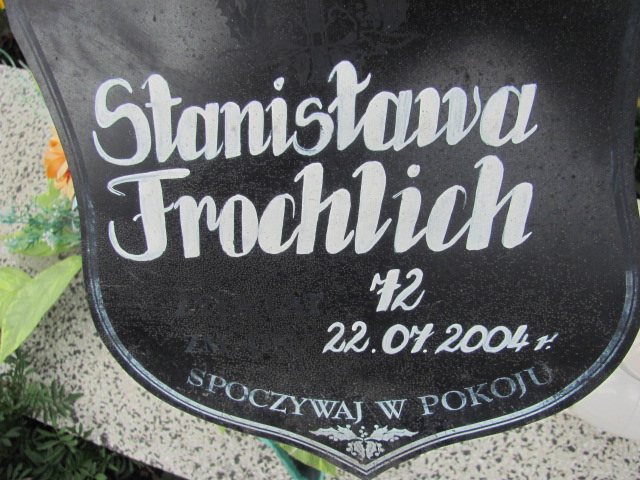 Stanisława
Frochlich
72
22.07.2004 r.
SPOCZYWAJ W POKOJU